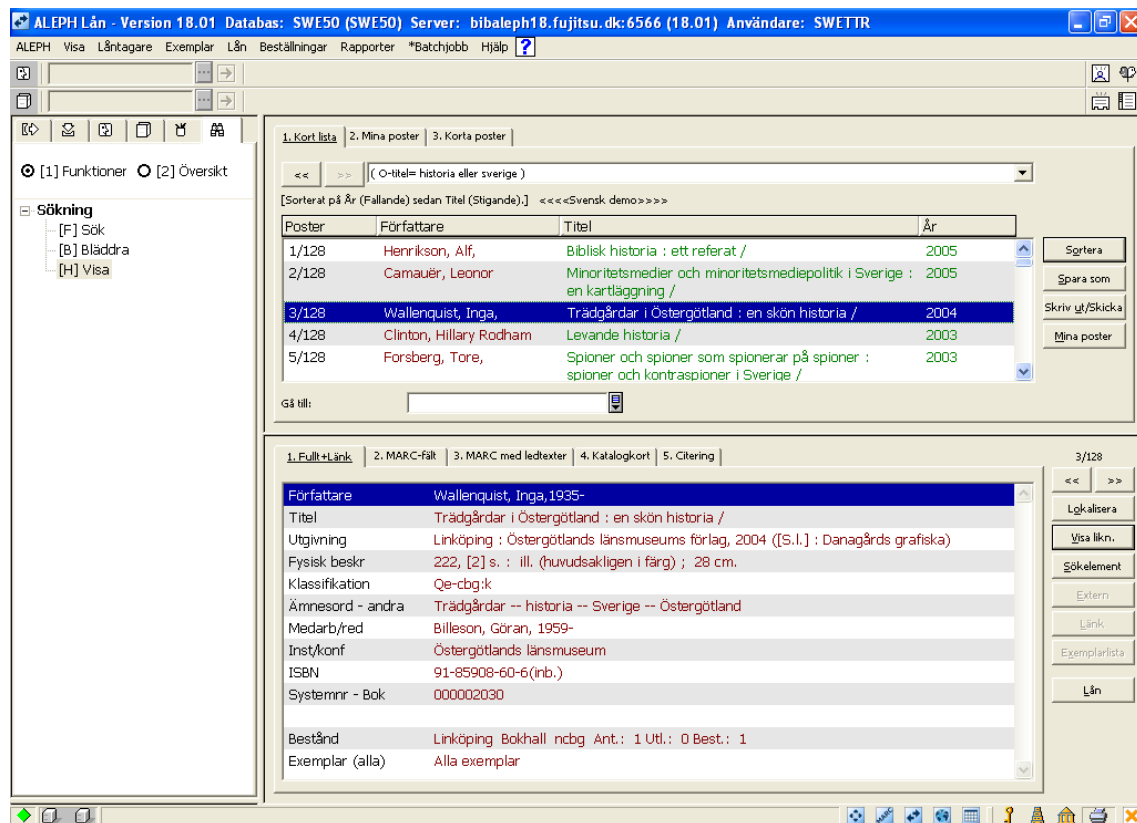 ALEPH Lån - Version 18.01 Databas: SWE50 (SWE50) Server: bibaleph18.fujitsu.dk:6566 (18.01) Användare: SWETTR
ALEPH Visa Låntagare Exemplar Lån Beställningar Rapporter *Batchjobb Hjälp ?
[1] Funktioner [2] Översikt
Sökning
[F] Sök
[B] Bläddra
[H] Visa
1. Kort lista 2. Mina poster 3. Korta poster
<< >> ( O-titel= historia eller sverige )
[Sorterat på År (Fallande) sedan Titel (Stigande).] <<<<Svensk demo>>>>
Poster Författare Titel År
1/128 Henrikson, Alf, Biblisk historia : ett referat / 2005
2/128 Camauër, Leonor Minoritetsmedier och minoritetsmediepolitik i Sverige : 2005
en kartläggning /
3/128 Wallenquist, Inga, Trädgårdar i Östergötland : en skön historia / 2004
4/128 Clinton, Hillary Rodham Levande historia / 2003
5/128 Forsberg, Tore, Spioner och spioner som spionerar på spioner : 2003
spioner och kontraspioner i Sverige /
Sortera
Spara som
Skriv ut/Skicka
Mina poster
Gå till:
1. Fullt+Länk 2. MARC-fält 3. MARC med ledtexter 4. Katalogkort 5. Citering
3/128
<< >>
Författare Wallenquist, Inga,1935-
Titel Trädgårdar i Östergötland : en skön historia /
Utgivning Linköping : Östergötlands länsmuseums förlag, 2004 ([S.l.] : Danagårds grafiska)
Fysisk beskr 222, [2] s. : ill. (huvudsakligen i färg) ; 28 cm.
Klassifikation Qe-cbg:k
Ämnesord - andra Trädgårdar -- historia -- Sverige -- Östergötland
Medarb/red Billeson, Göran, 1959-
Inst/konf Östergötlands länsmuseum
ISBN 91-85908-60-6(inb.)
Systemnr - Bok 000002030
Bestånd Linköping Bokhall ncbg Ant.: 1 Utl.: 0 Best.: 1
Exemplar (alla) Alla exemplar
Lokalisera
Visa likn.
Sökelement
Extern
Länk
Exemplarlista
Lån